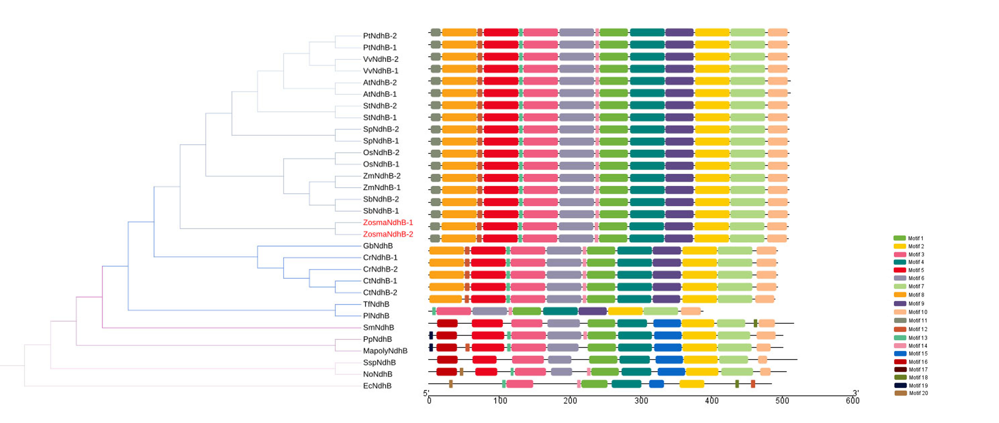 PtNdhB-2
PtNdhB-1
VvNdhB-2
VvNdhB-1
AtNdhB-2
AtNdhB-1
StNdhB-2
StNdhB-1
SpNdhB-2
SpNdhB-1
OsNdhB-2
OsNdhB-1
ZmNdhB-2
ZmNdhB-1
SbNdhB-2
SbNdhB-1
ZosmaNdhB-1
ZosmaNdhB-2
GbNdhB
CrNdhB-1
CrNdhB-2
CtNdhB-1
CtNdhB-2
TfNdhB
PlNdhB
SmNdhB
PpNdhB
MapolyNdhB
SspNdhB
NoNdhB
EcNdhB
5' 3'
0 100 200 300 400 500 600
Motif 1
Motif 2
Motif 3
Motif 4
Motif 5
Motif 6
Motif 7
Motif 8
Motif 9
Motif 10
Motif 11
Motif 12
Motif 13
Motif 14
Motif 15
Motif 16
Motif 17
Motif 18
Motif 19
Motif 20